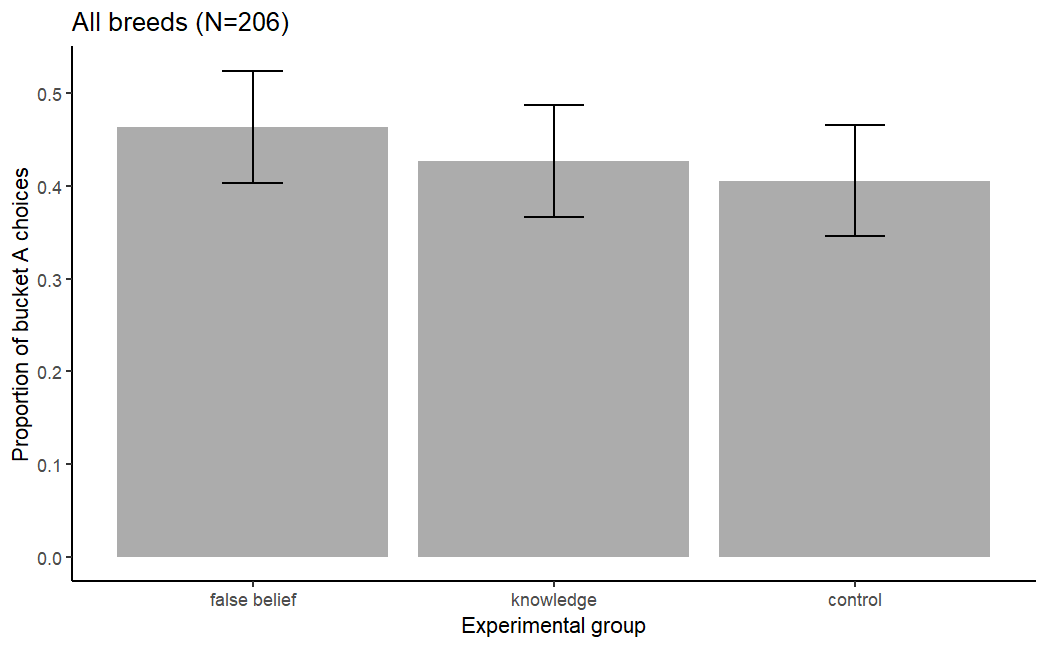 All breeds (N=206)
Proportion of bucket A choices
0.5
0.4
0.3
0.2
0.1
0.0
false belief
knowledge
control
Experimental group